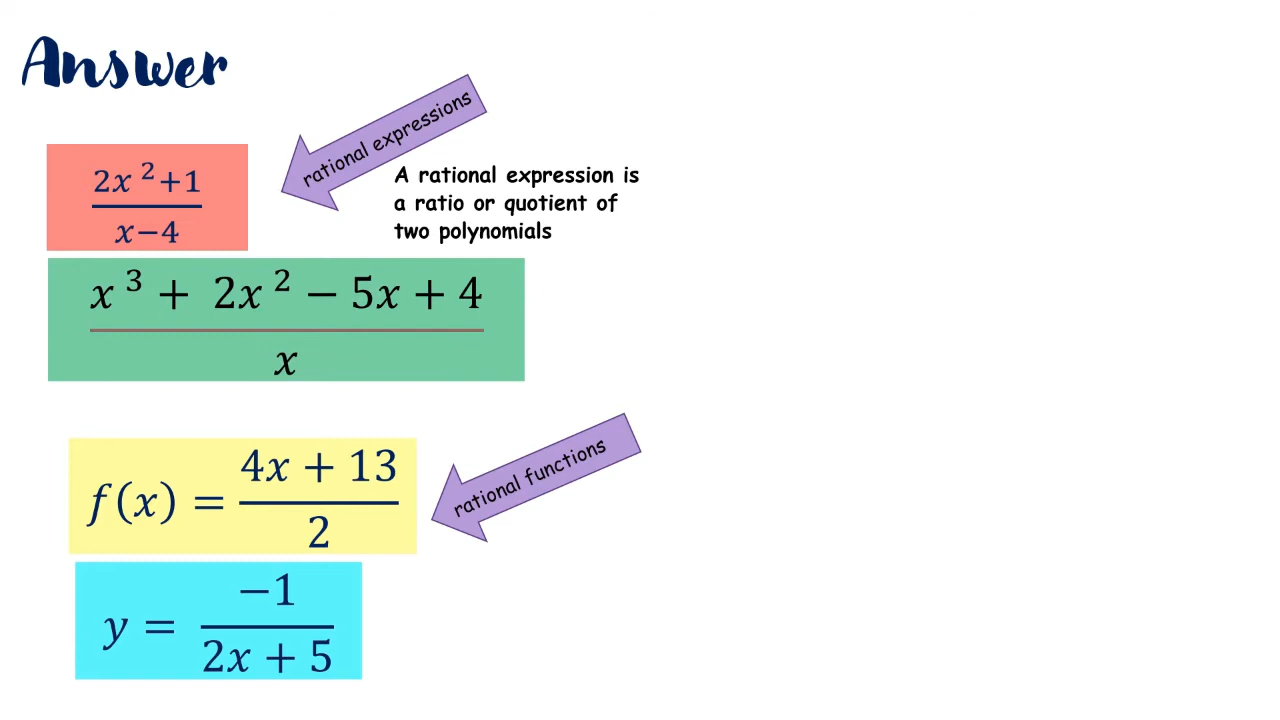 Answer
rational expressions
2x² + 1
x − 4
A rational expression is
a ratio or quotient of
two polynomials
x³ + 2x² − 5x + 4
x
rational functions
f(x) = (4x + 13)/2
y = −1/(2x + 5)